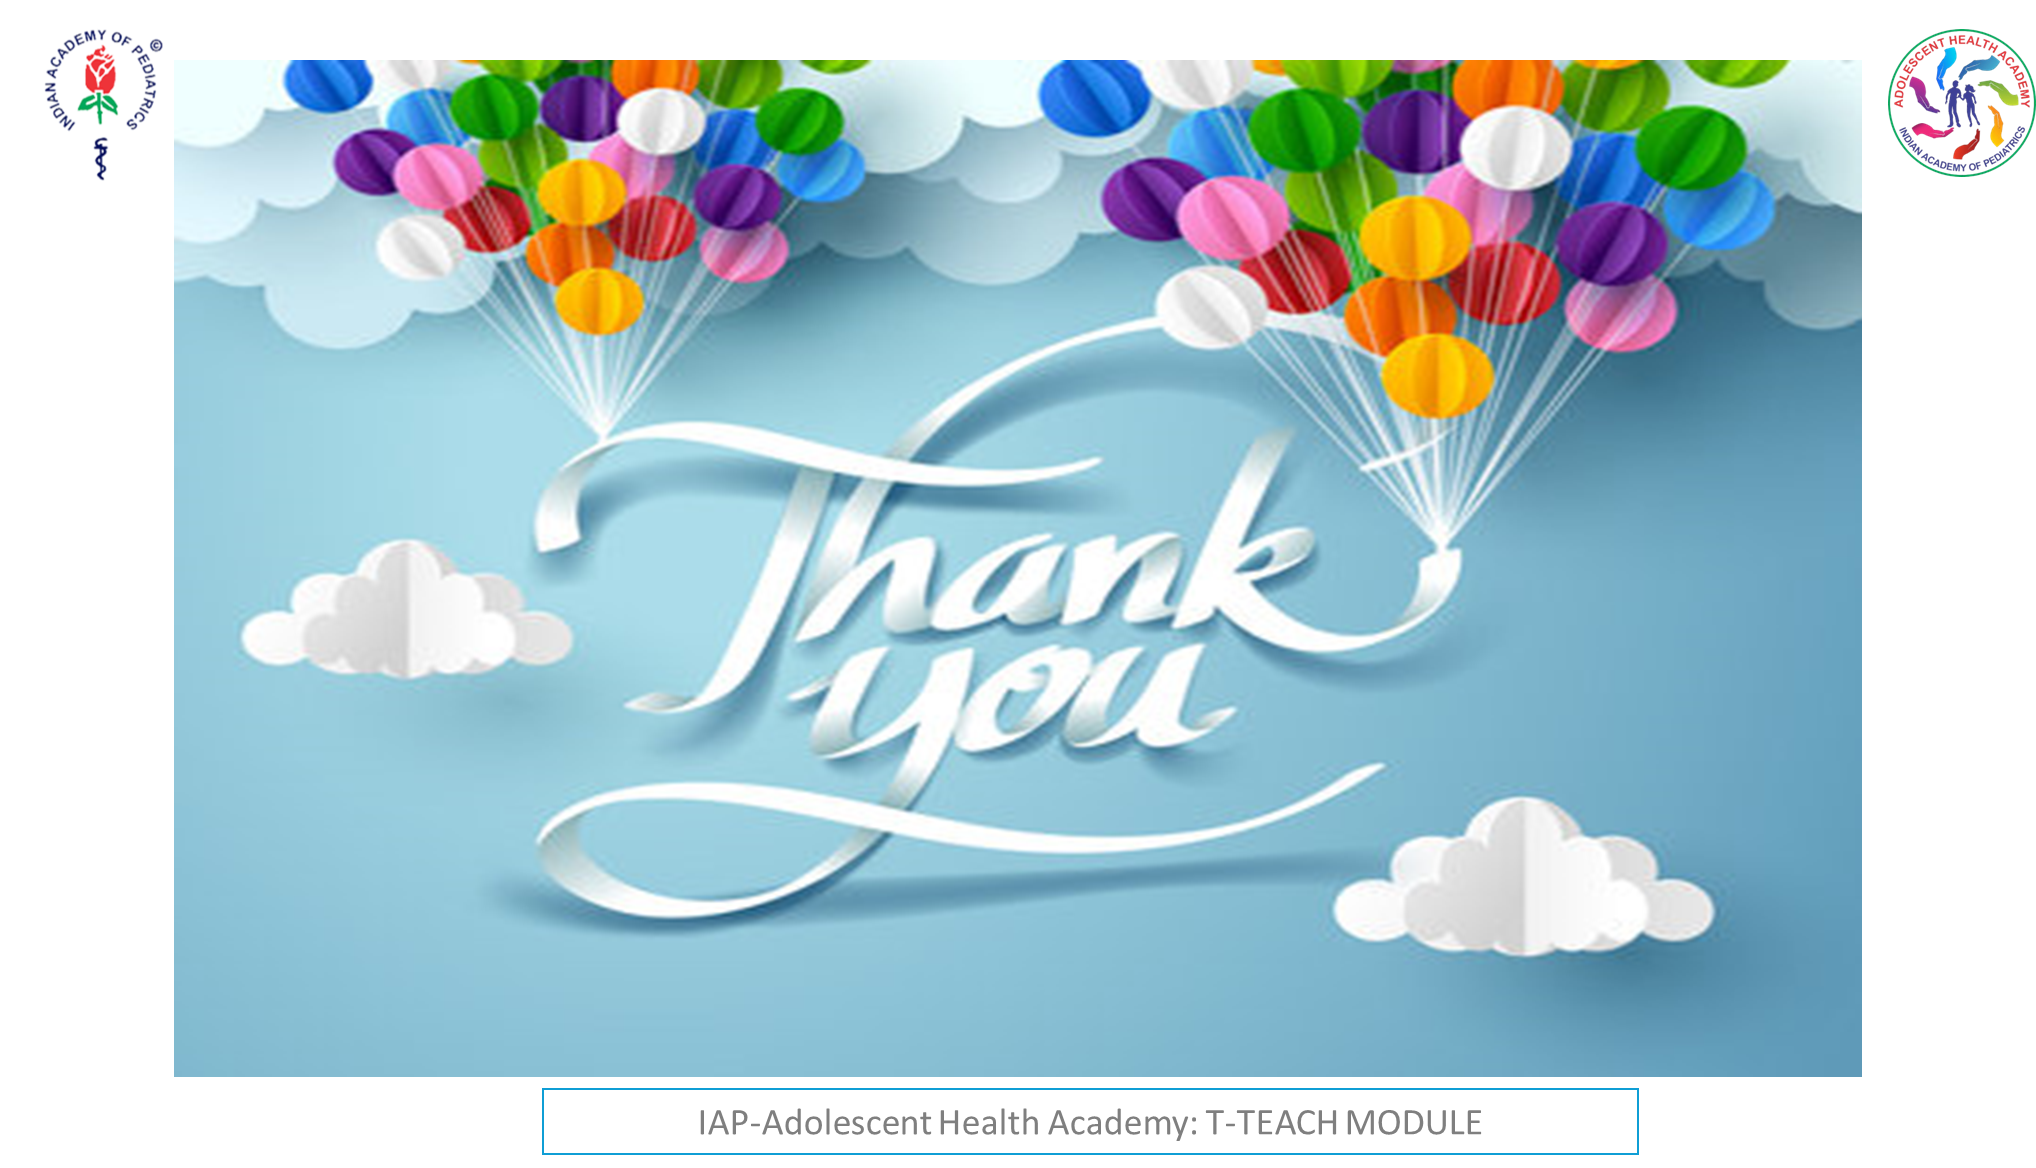 INDIAN ACADEMY OF PEDIATRICS ©
ADOLESCENT HEALTH ACADEMY
INDIAN ACADEMY OF PEDIATRICS
Thank
you
IAP-Adolescent Health Academy: T-TEACH MODULE